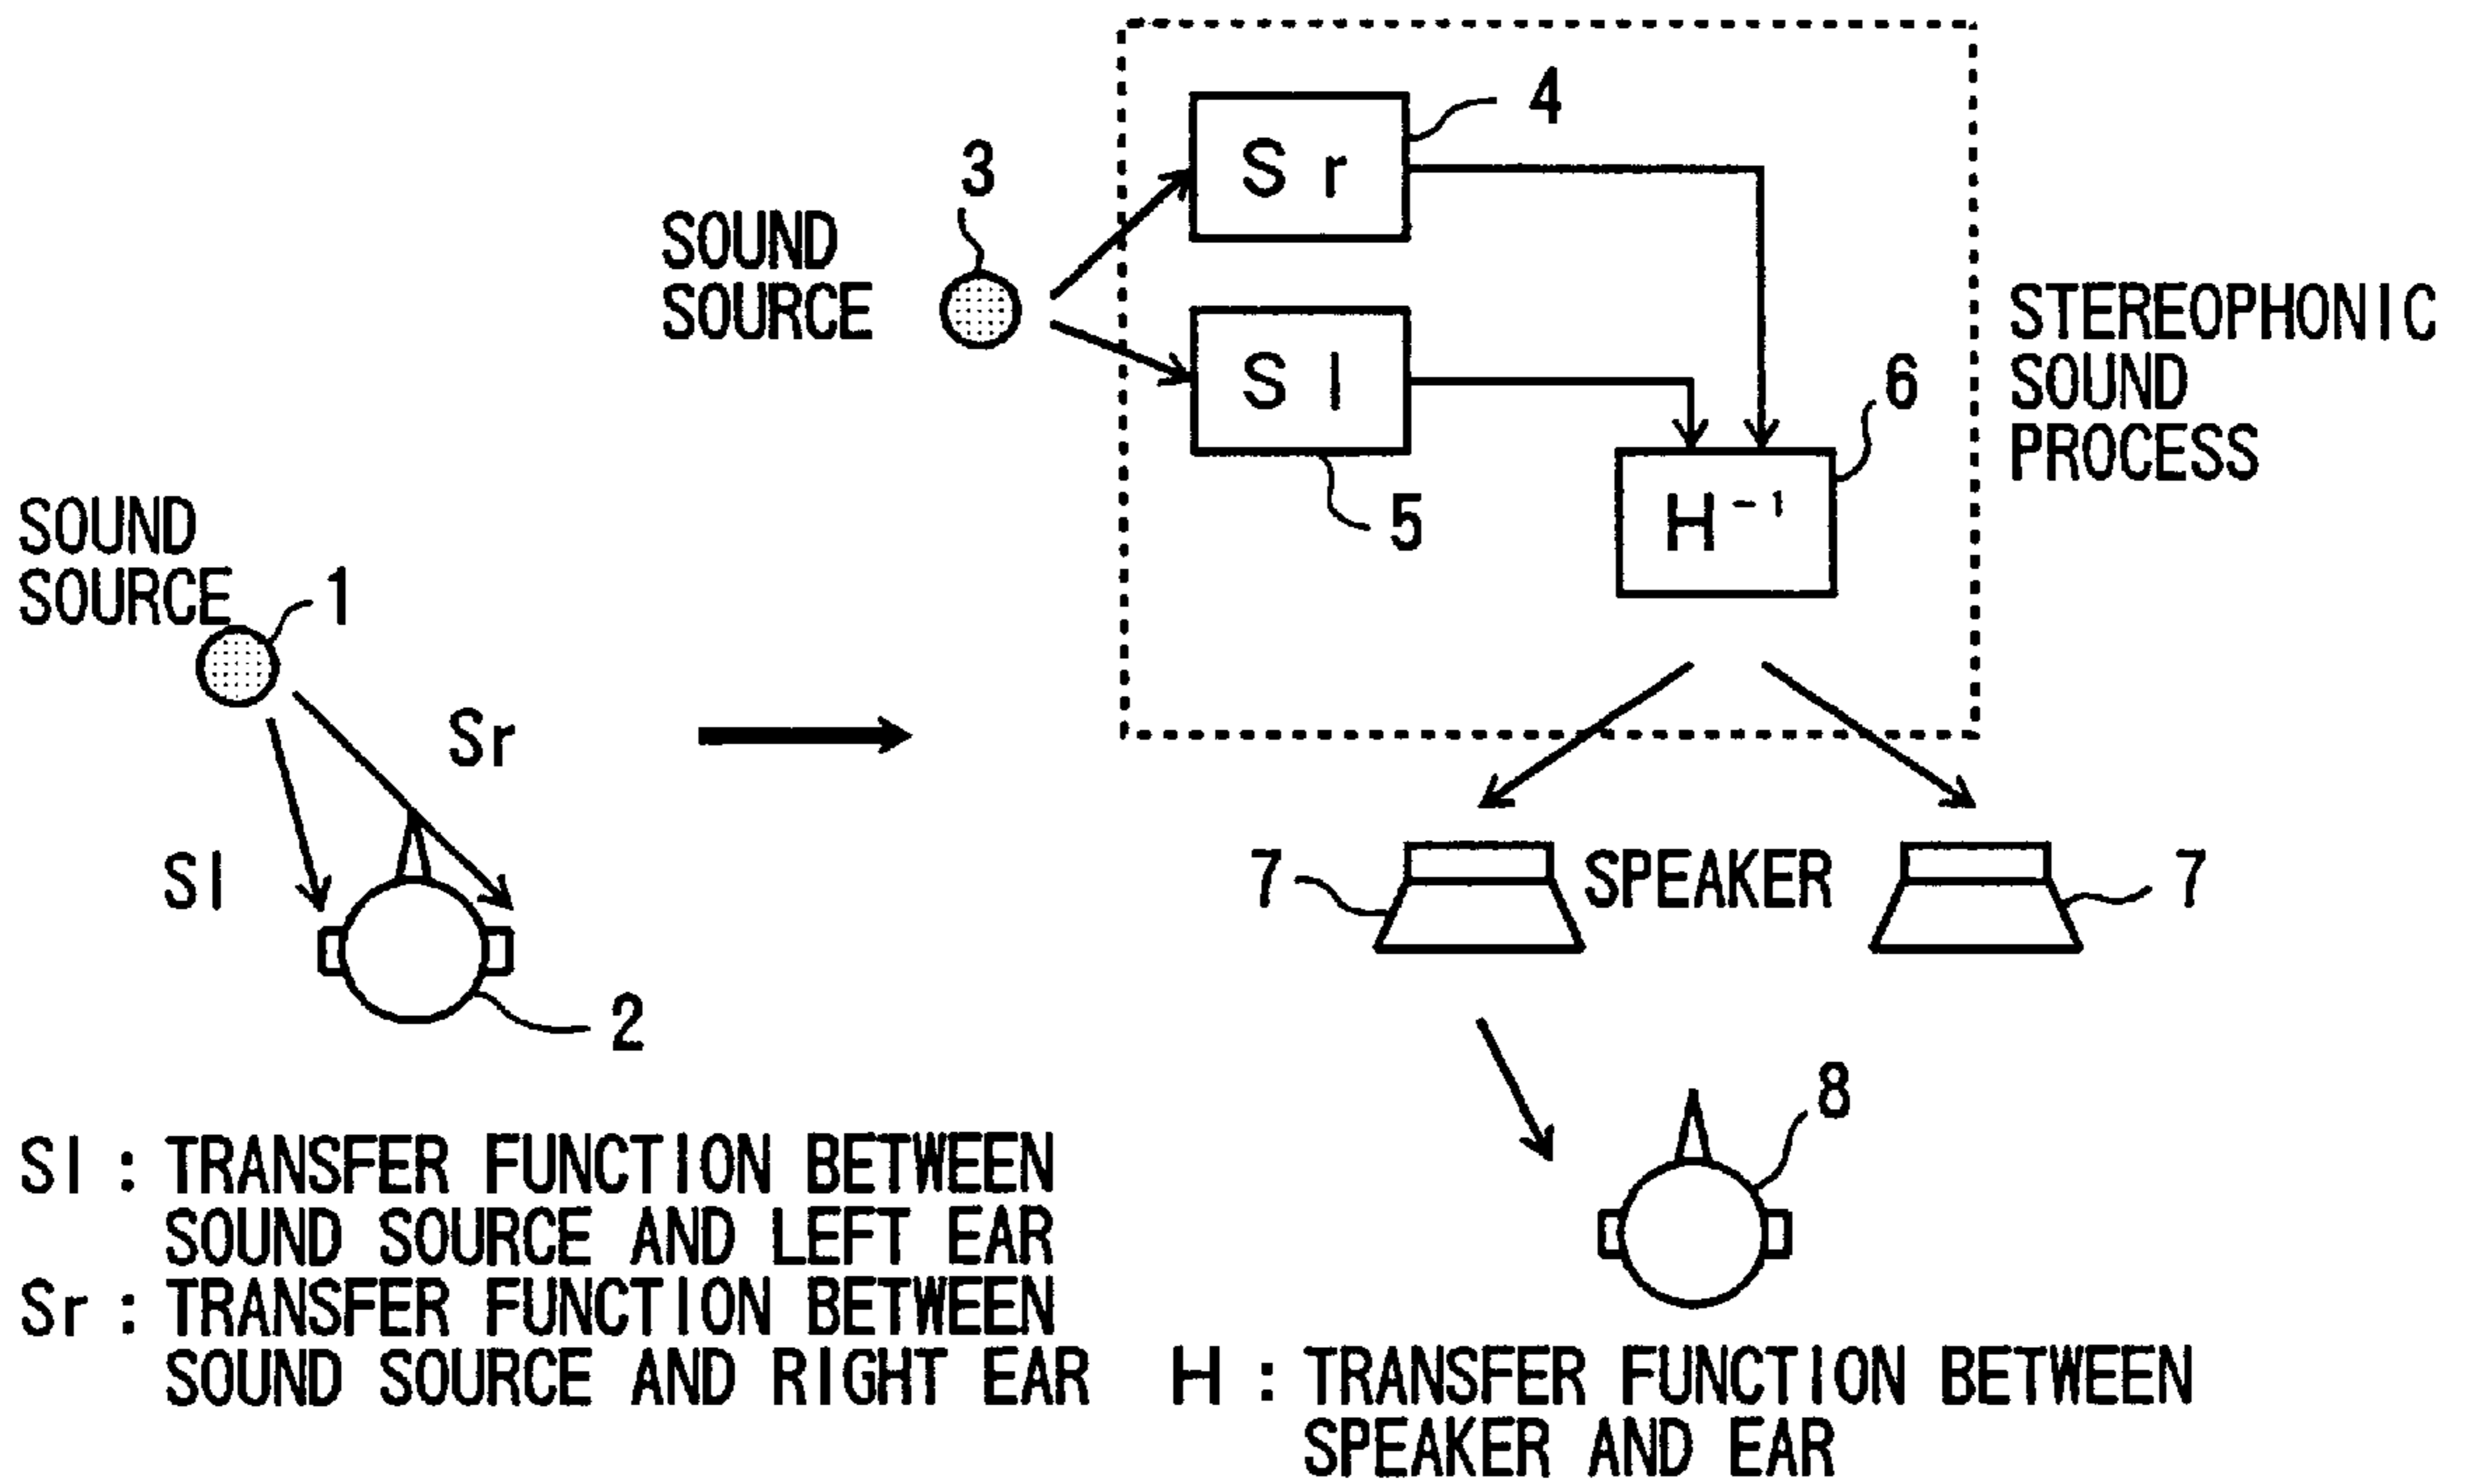 4
S r
3
SOUND
SOURCE
S l
STEREOPHONIC
SOUND
PROCESS
6
5
H⁻¹
SOUND
SOURCE
1
Sr
Sl
7
SPEAKER
7
2
8
Sl : TRANSFER FUNCTION BETWEEN
SOUND SOURCE AND LEFT EAR
Sr : TRANSFER FUNCTION BETWEEN
SOUND SOURCE AND RIGHT EAR
H : TRANSFER FUNCTION BETWEEN
SPEAKER AND EAR